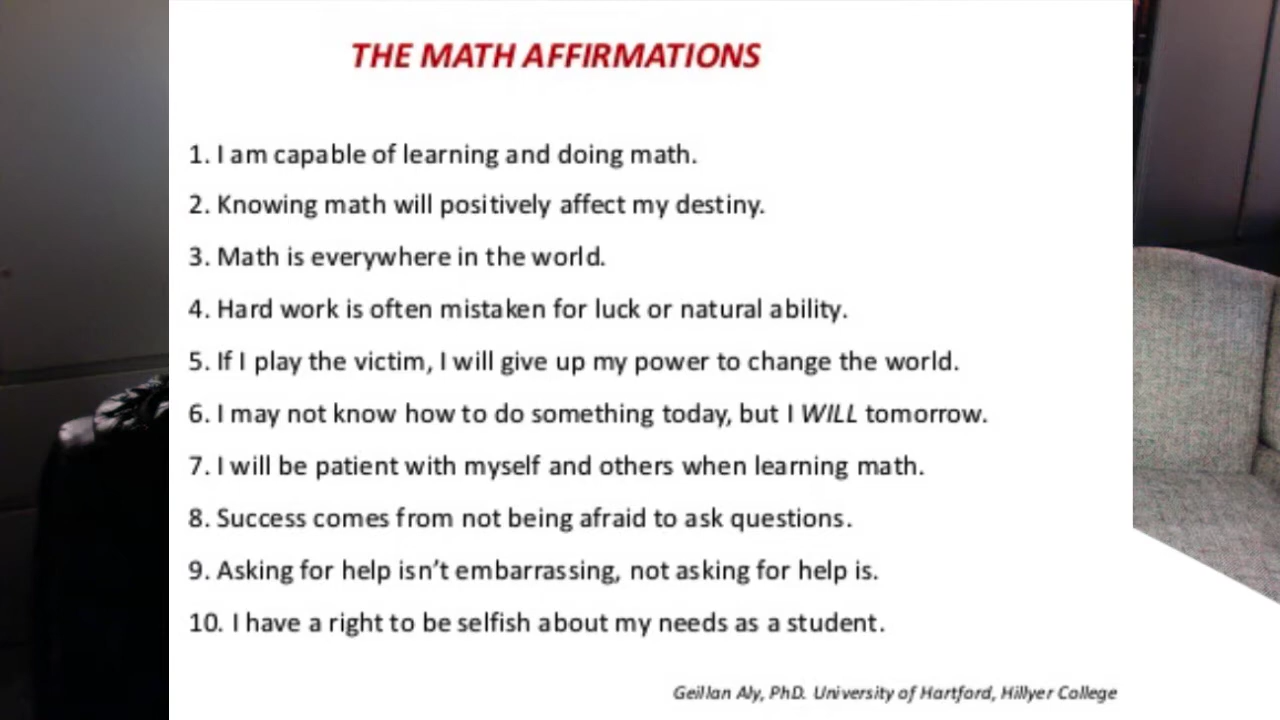 THE MATH AFFIRMATIONS
1. I am capable of learning and doing math.
2. Knowing math will positively affect my destiny.
3. Math is everywhere in the world.
4. Hard work is often mistaken for luck or natural ability.
5. If I play the victim, I will give up my power to change the world.
6. I may not know how to do something today, but I WILL tomorrow.
7. I will be patient with myself and others when learning math.
8. Success comes from not being afraid to ask questions.
9. Asking for help isn’t embarrassing, not asking for help is.
10. I have a right to be selfish about my needs as a student.
Geillan Aly, PhD. University of Hartford, Hillyer College